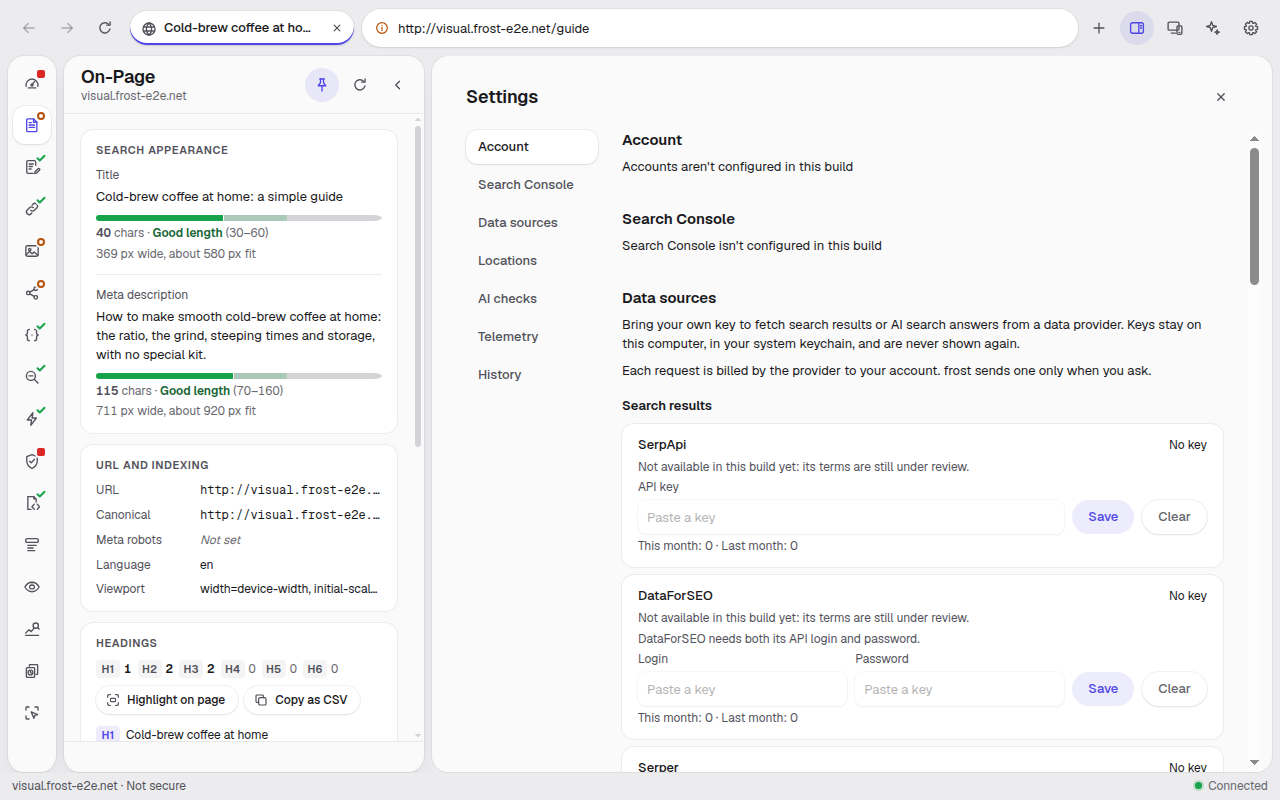 Cold-brew coffee at ho...
http://visual.frost-e2e.net/guide
On-Page
visual.frost-e2e.net
SEARCH APPEARANCE
Title
Cold-brew coffee at home: a simple guide
40 chars · Good length (30–60)
369 px wide, about 580 px fit
Meta description
How to make smooth cold-brew coffee at home:
the ratio, the grind, steeping times and storage,
with no special kit.
115 chars · Good length (70–160)
711 px wide, about 920 px fit
URL AND INDEXING
URL http://visual.frost-e2e.…
Canonical http://visual.frost-e2e.…
Meta robots Not set
Language en
Viewport width=device-width, initial-scal…
HEADINGS
H1 1 H2 2 H3 2 H4 0 H5 0 H6 0
Highlight on page Copy as CSV
H1 Cold-brew coffee at home
Settings
Account
Search Console
Data sources
Locations
AI checks
Telemetry
History
Account
Accounts aren't configured in this build
Search Console
Search Console isn't configured in this build
Data sources
Bring your own key to fetch search results or AI search answers from a data provider. Keys stay on
this computer, in your system keychain, and are never shown again.
Each request is billed by the provider to your account. frost sends one only when you ask.
Search results
SerpApi No key
Not available in this build yet: its terms are still under review.
API key
Paste a key Save Clear
This month: 0 · Last month: 0
DataForSEO No key
Not available in this build yet: its terms are still under review.
DataForSEO needs both its API login and password.
Login Password
Paste a key Paste a key Save Clear
This month: 0 · Last month: 0
Serper No key
visual.frost-e2e.net · Not secure
Connected